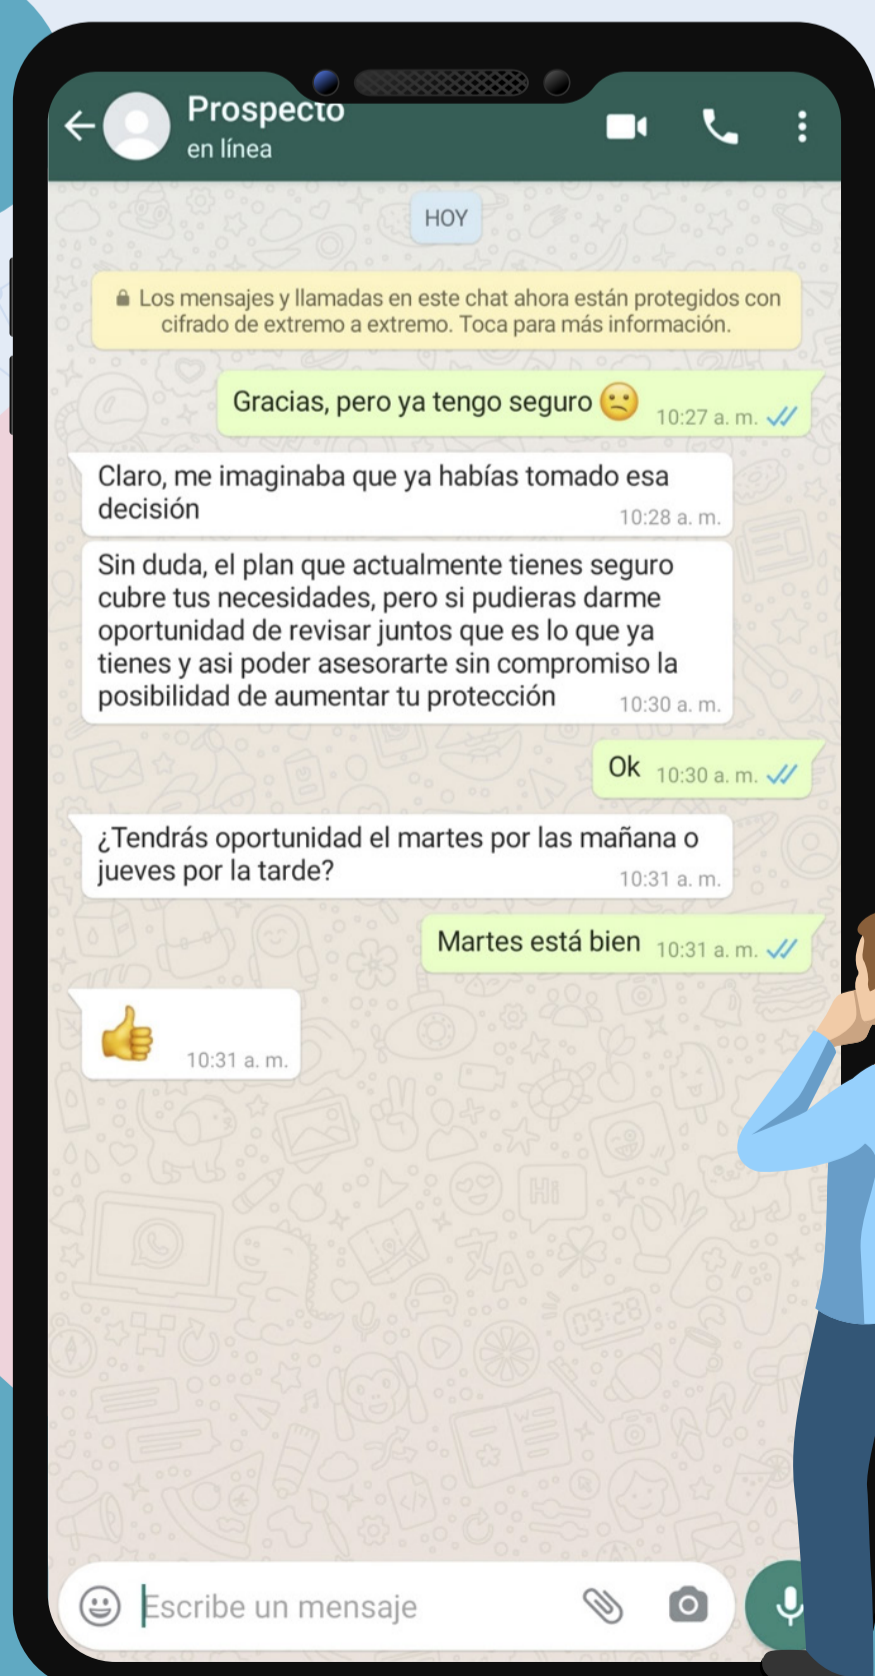 Prospecto
en línea
HOY
Los mensajes y llamadas en este chat ahora están protegidos con
cifrado de extremo a extremo. Toca para más información.
Gracias, pero ya tengo seguro 10:27 a. m.
Claro, me imaginaba que ya habías tomado esa
decisión 10:28 a. m.
Sin duda, el plan que actualmente tienes seguro
cubre tus necesidades, pero si pudieras darme
oportunidad de revisar juntos que es lo que ya
tienes y asi poder asesorarte sin compromiso la
posibilidad de aumentar tu protección 10:30 a. m.
Ok 10:30 a. m.
¿Tendrás oportunidad el martes por las mañana o
jueves por la tarde? 10:31 a. m.
Martes está bien 10:31 a. m.
10:31 a. m.
Hi
09:28
Escribe un mensaje